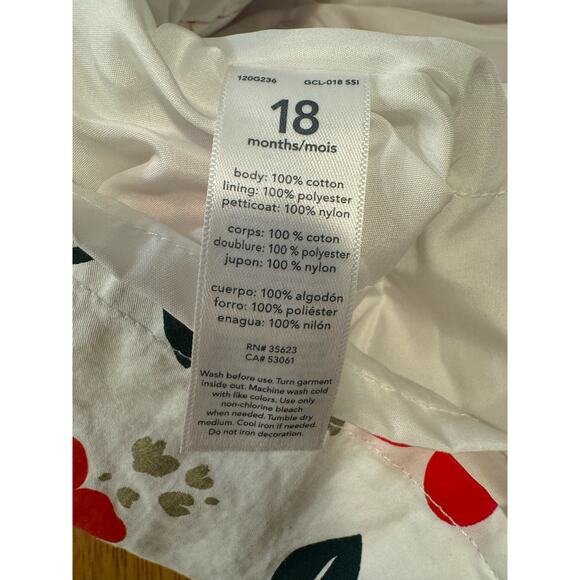 120G236 GCL-018 SSI
18
months/mois
body: 100% cotton
lining: 100% polyester
petticoat: 100% nylon
corps: 100 % coton
doublure: 100 % polyester
jupon: 100 % nylon
cuerpo: 100% algodón
forro: 100% poliéster
enagua: 100% nilón
RN# 35623
CA# 53061
Wash before use. Turn garment
inside out. Machine wash cold
with like colors. Use only
non-chlorine bleach
when needed. Tumble dry
medium. Cool iron if needed.
Do not iron decoration.